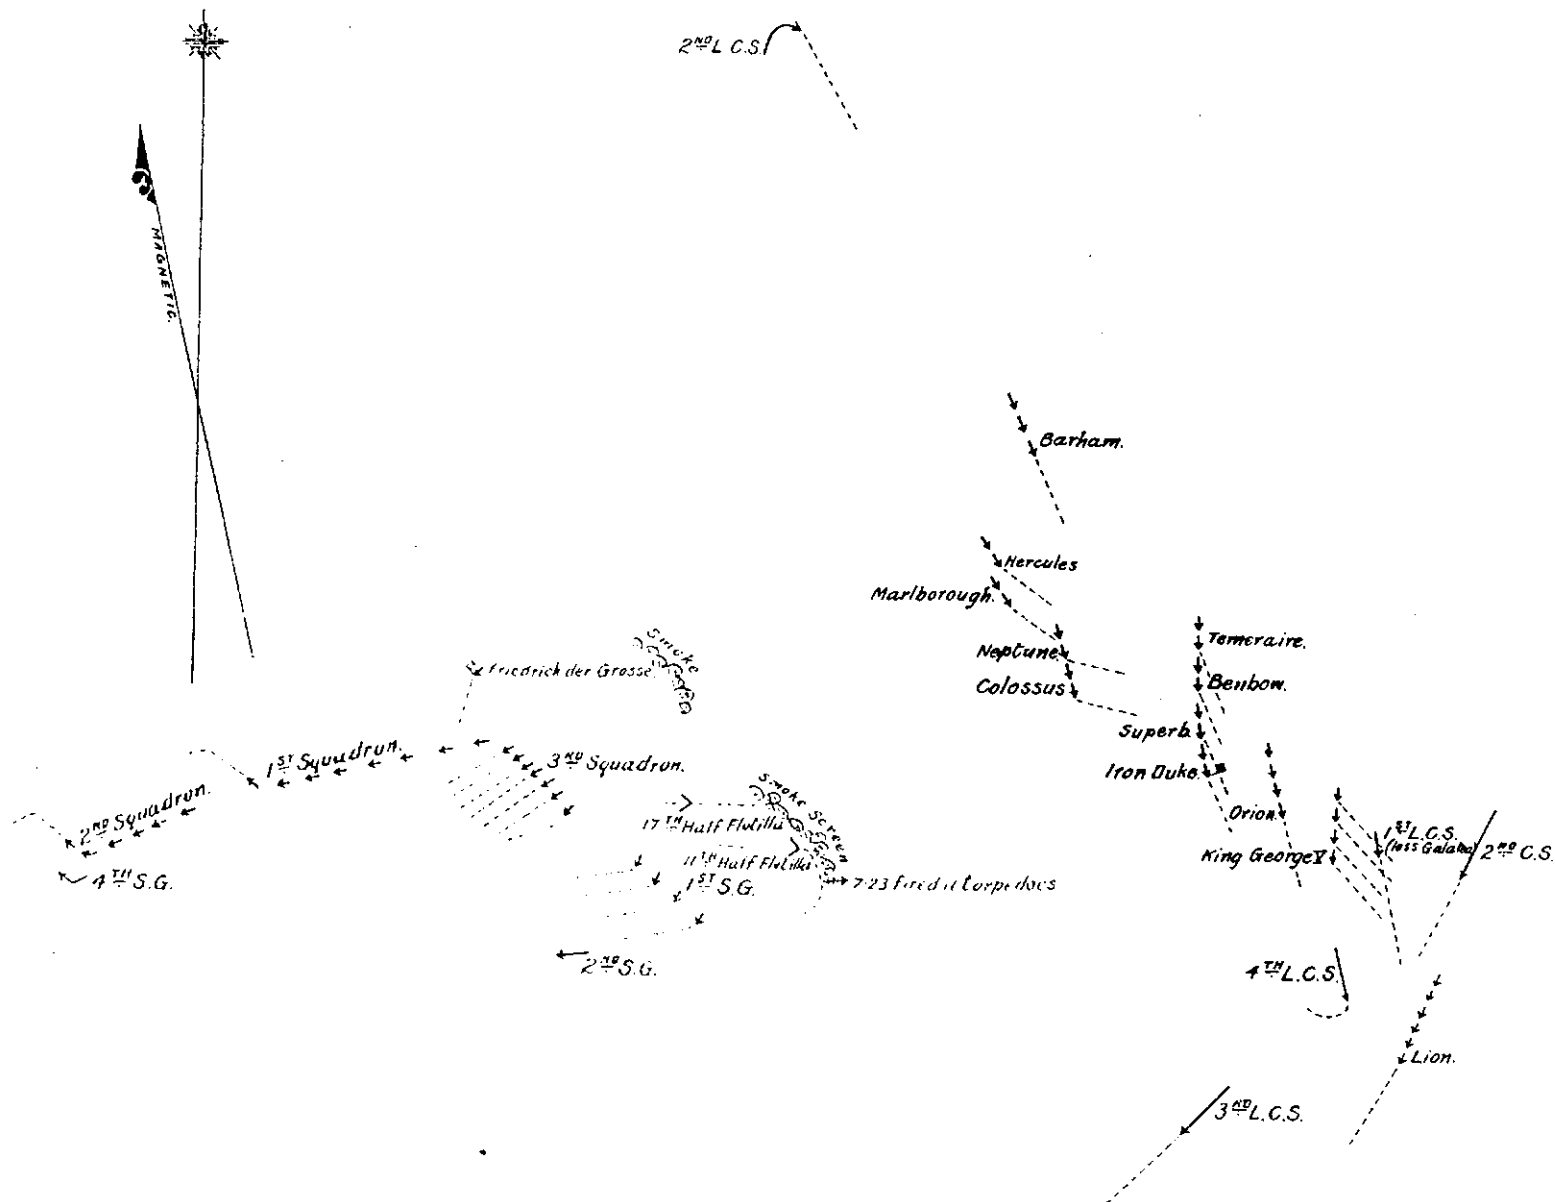 2ND L C.S.
MAGNETIC.
Barham.
Hercules
Marlborough.
Smoke
Temeraire.
Neptune.
Friedrich der Grosse.
Benbow.
Colossus
Superb.
1ST Squadron.
3RD Squadron.
Iron Duke.
Smoke Screen
2ND Squadron.
Orion.
17TH Half Flotilla
1ST L.C.S.
(less Galatea)
King George V
2ND C.S.
11TH Half Flotilla
4TH S.G.
1ST S.G.
7·23 fired 11 torpedoes
2ND S.G.
4TH L.C.S.
Lion.
3RD L.C.S.